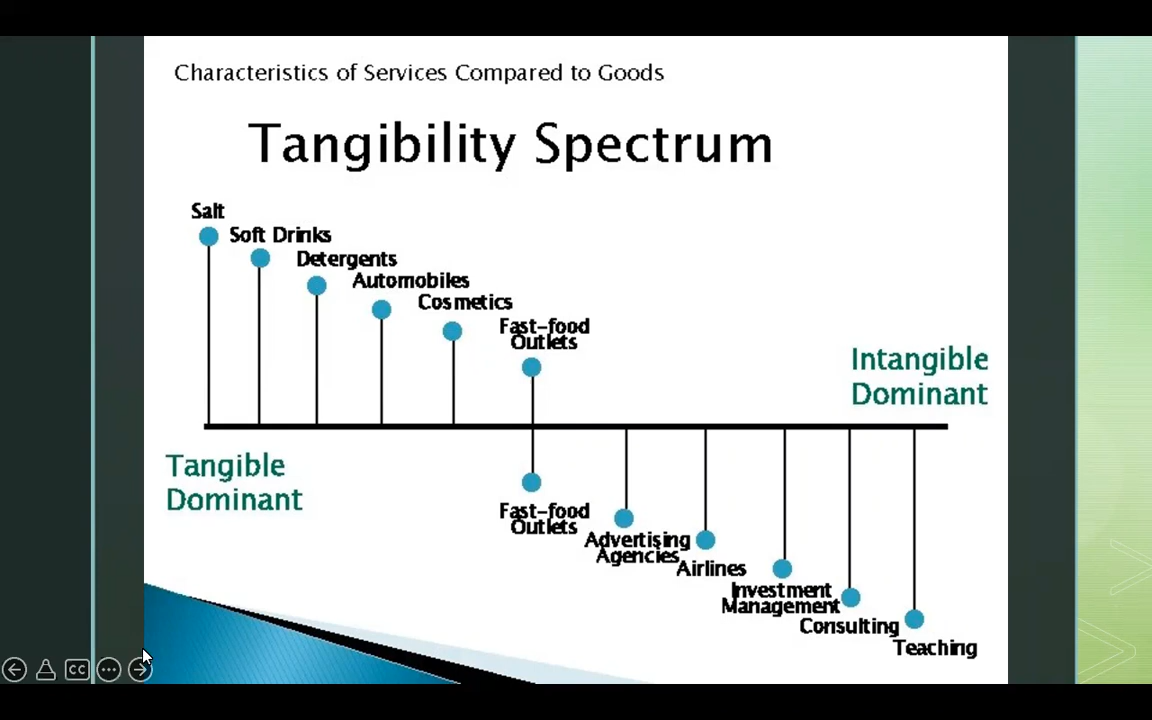 Characteristics of Services Compared to Goods
Tangibility Spectrum
Salt
Soft Drinks
Detergents
Automobiles
Cosmetics
Fast-food
Outlets
Intangible
Dominant
Tangible
Dominant
Fast-food
Outlets
Advertising
Agencies
Airlines
Investment
Management
Consulting
Teaching
CC